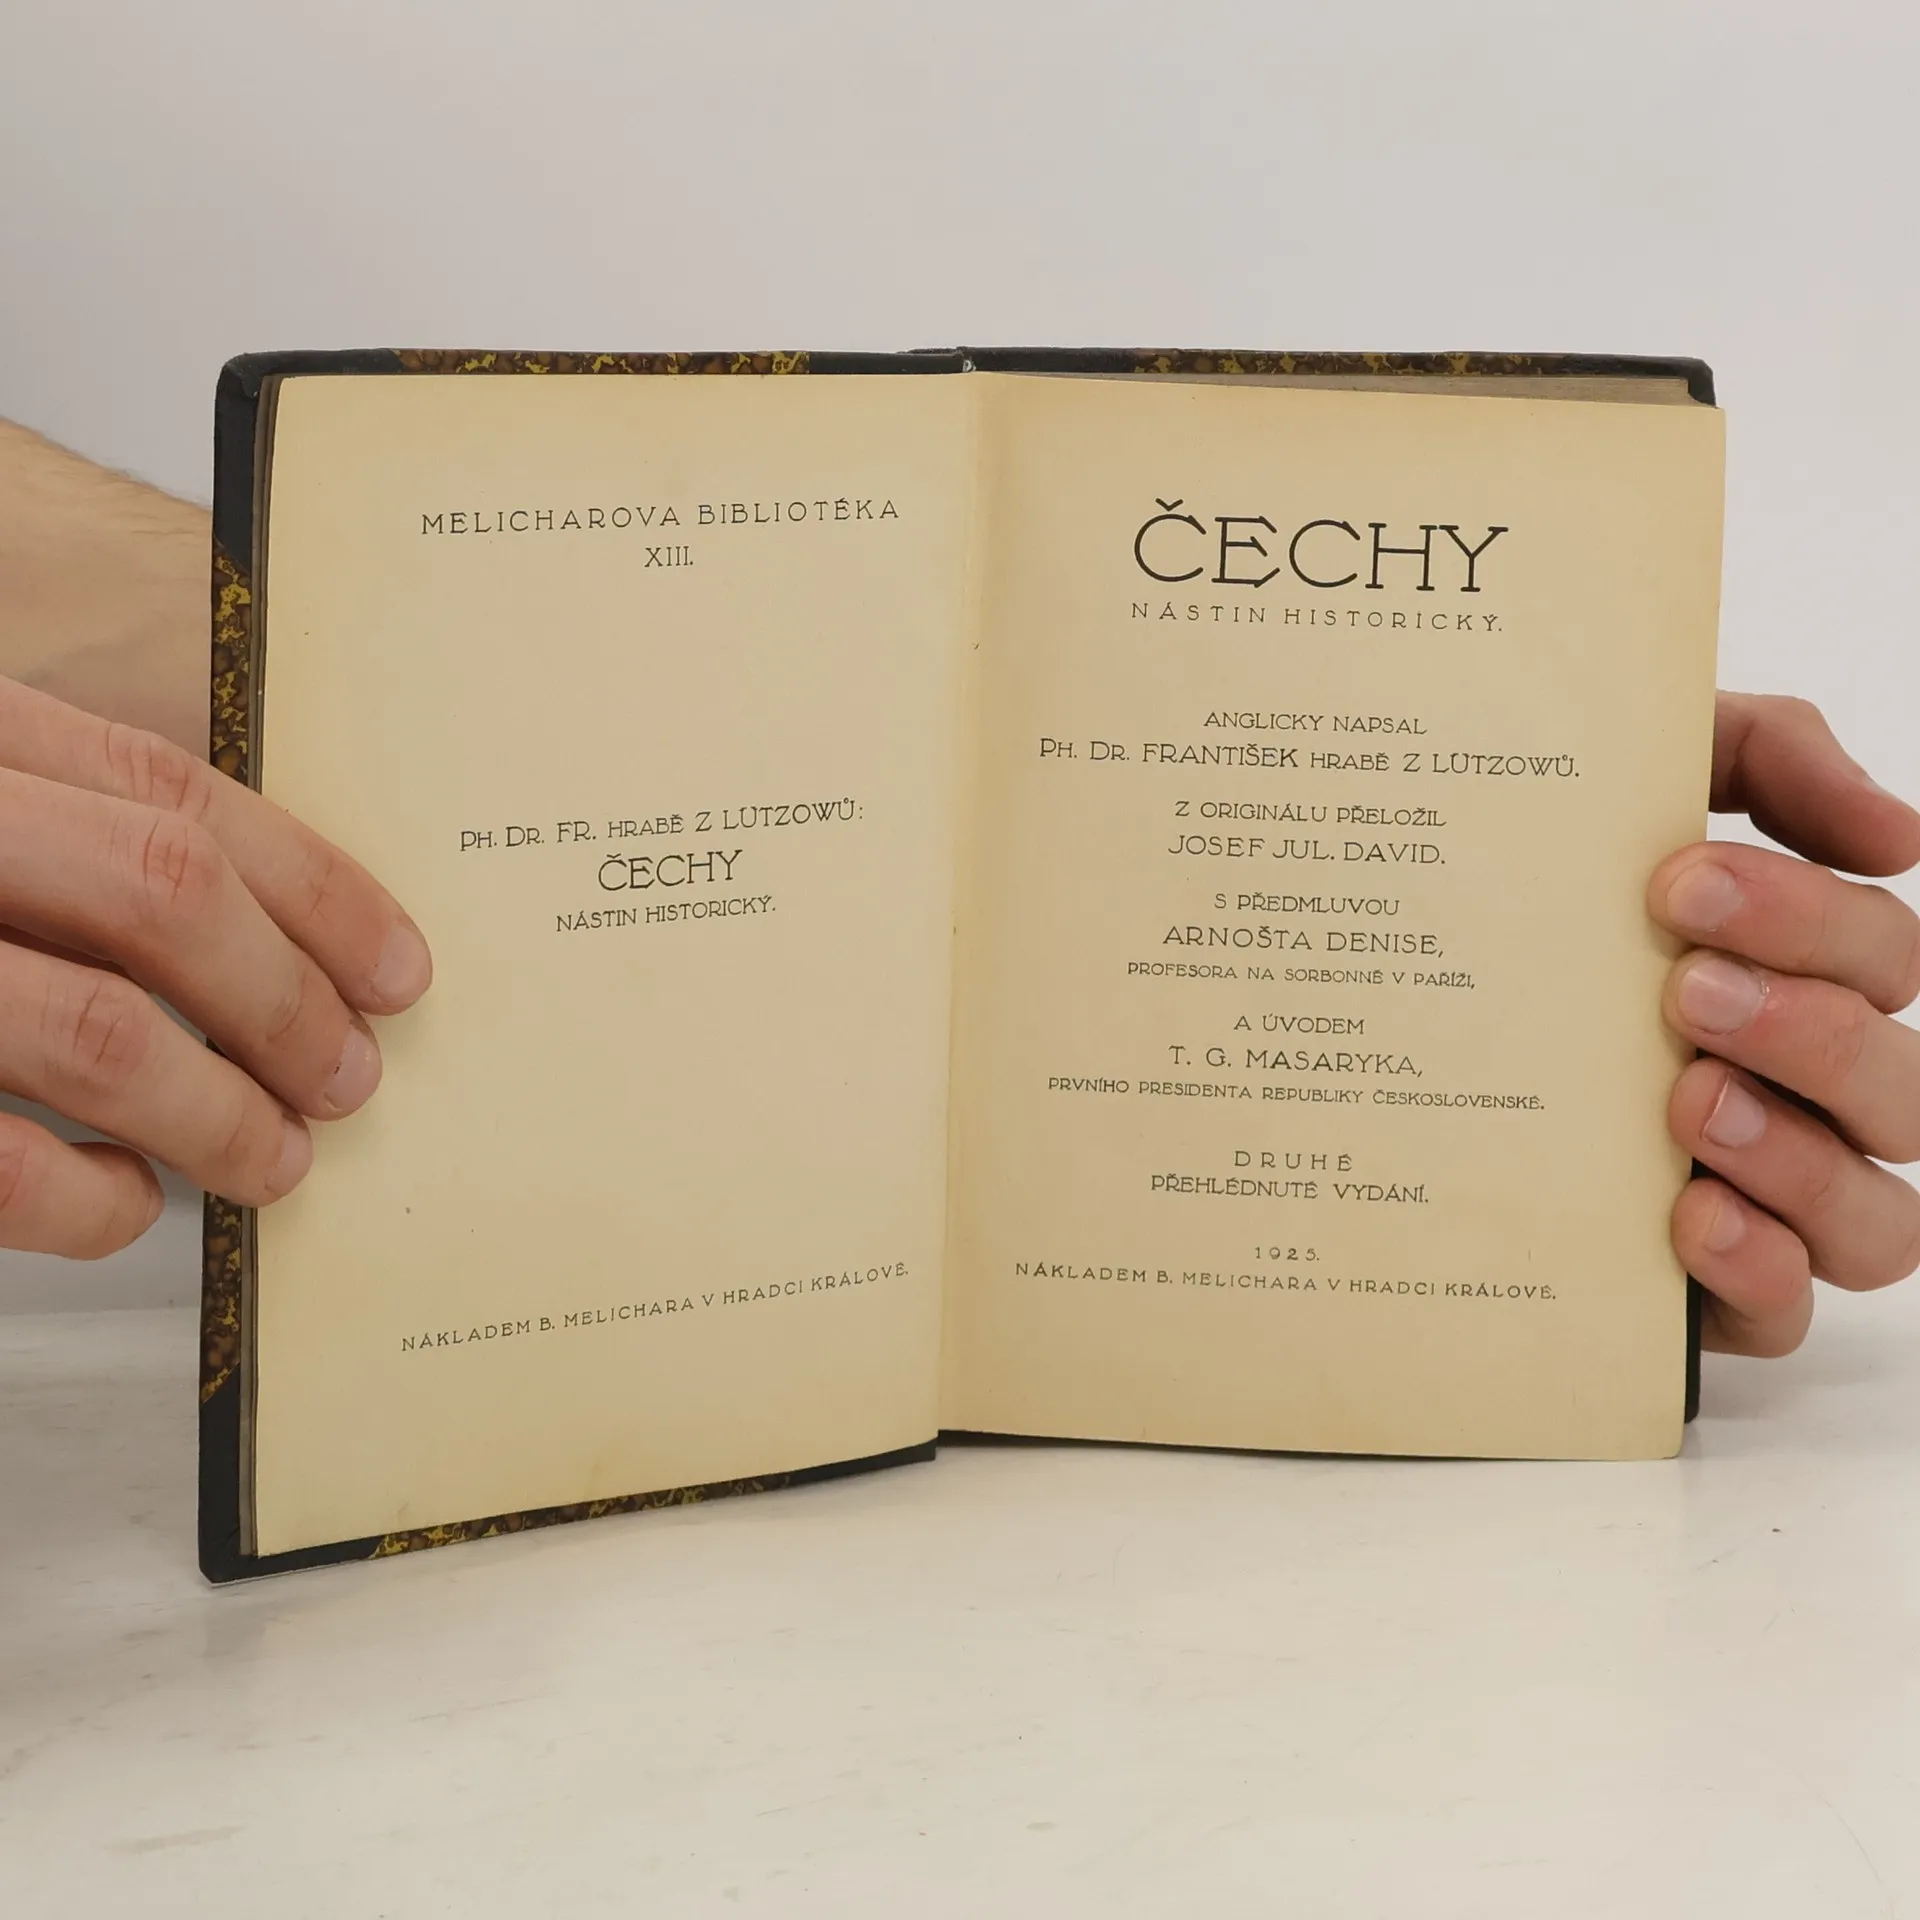 MELICHAROVA BIBLIOTÉKA
XIII.
PH. DR. FR. HRABĚ Z LÜTZOWŮ:
ČECHY
NÁSTIN HISTORICKÝ.
NÁKLADEM B. MELICHARA V HRADCI KRÁLOVÉ.
ČECHY
NÁSTIN HISTORICKÝ.
ANGLICKY NAPSAL
PH. DR. FRANTIŠEK HRABĚ Z LÜTZOWŮ.
Z ORIGINÁLU PŘELOŽIL
JOSEF JUL. DAVID.
S PŘEDMLUVOU
ARNOŠTA DENISE,
PROFESORA NA SORBONNĚ V PAŘÍŽI,
A ÚVODEM
T. G. MASARYKA,
PRVNÍHO PRESIDENTA REPUBLIKY ČESKOSLOVENSKÉ.
DRUHÉ
PŘEHLÉDNUTÉ VYDÁNÍ.
1925.
NÁKLADEM B. MELICHARA V HRADCI KRÁLOVÉ.